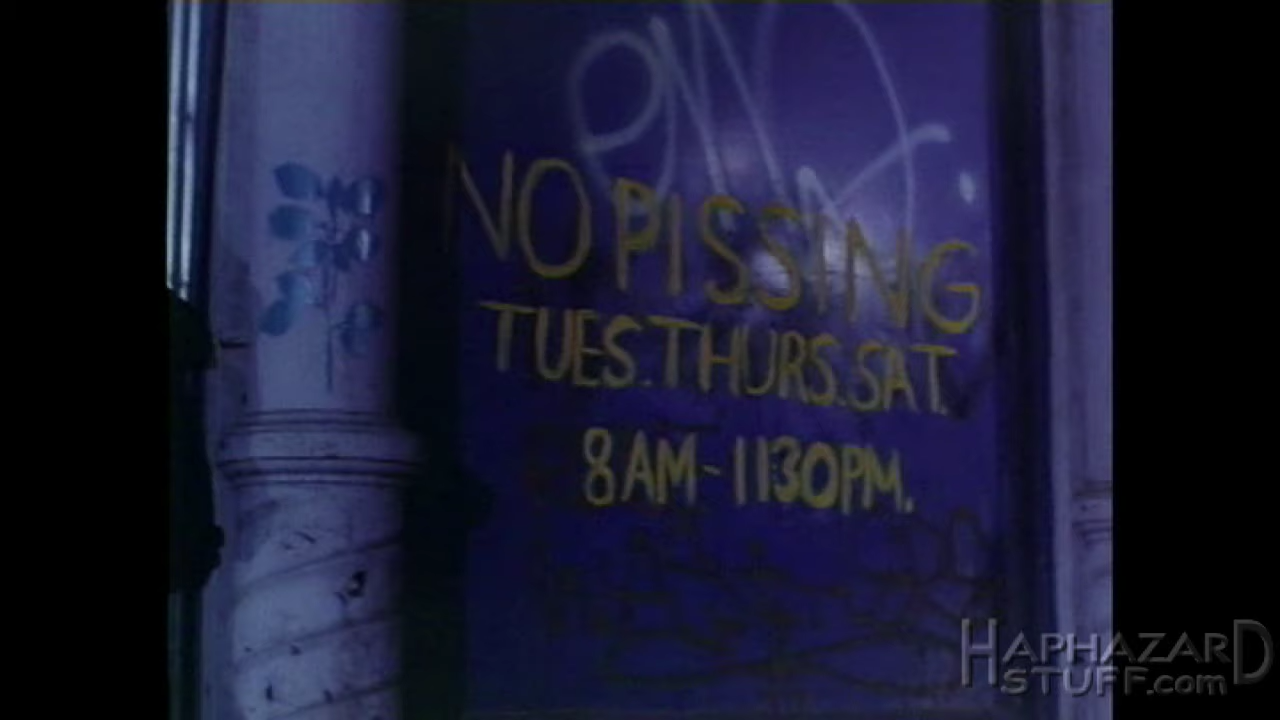 NO PISSING
TUES. THURS. SAT.
8AM-1130PM.
HAPHAZARD
STUFF.com